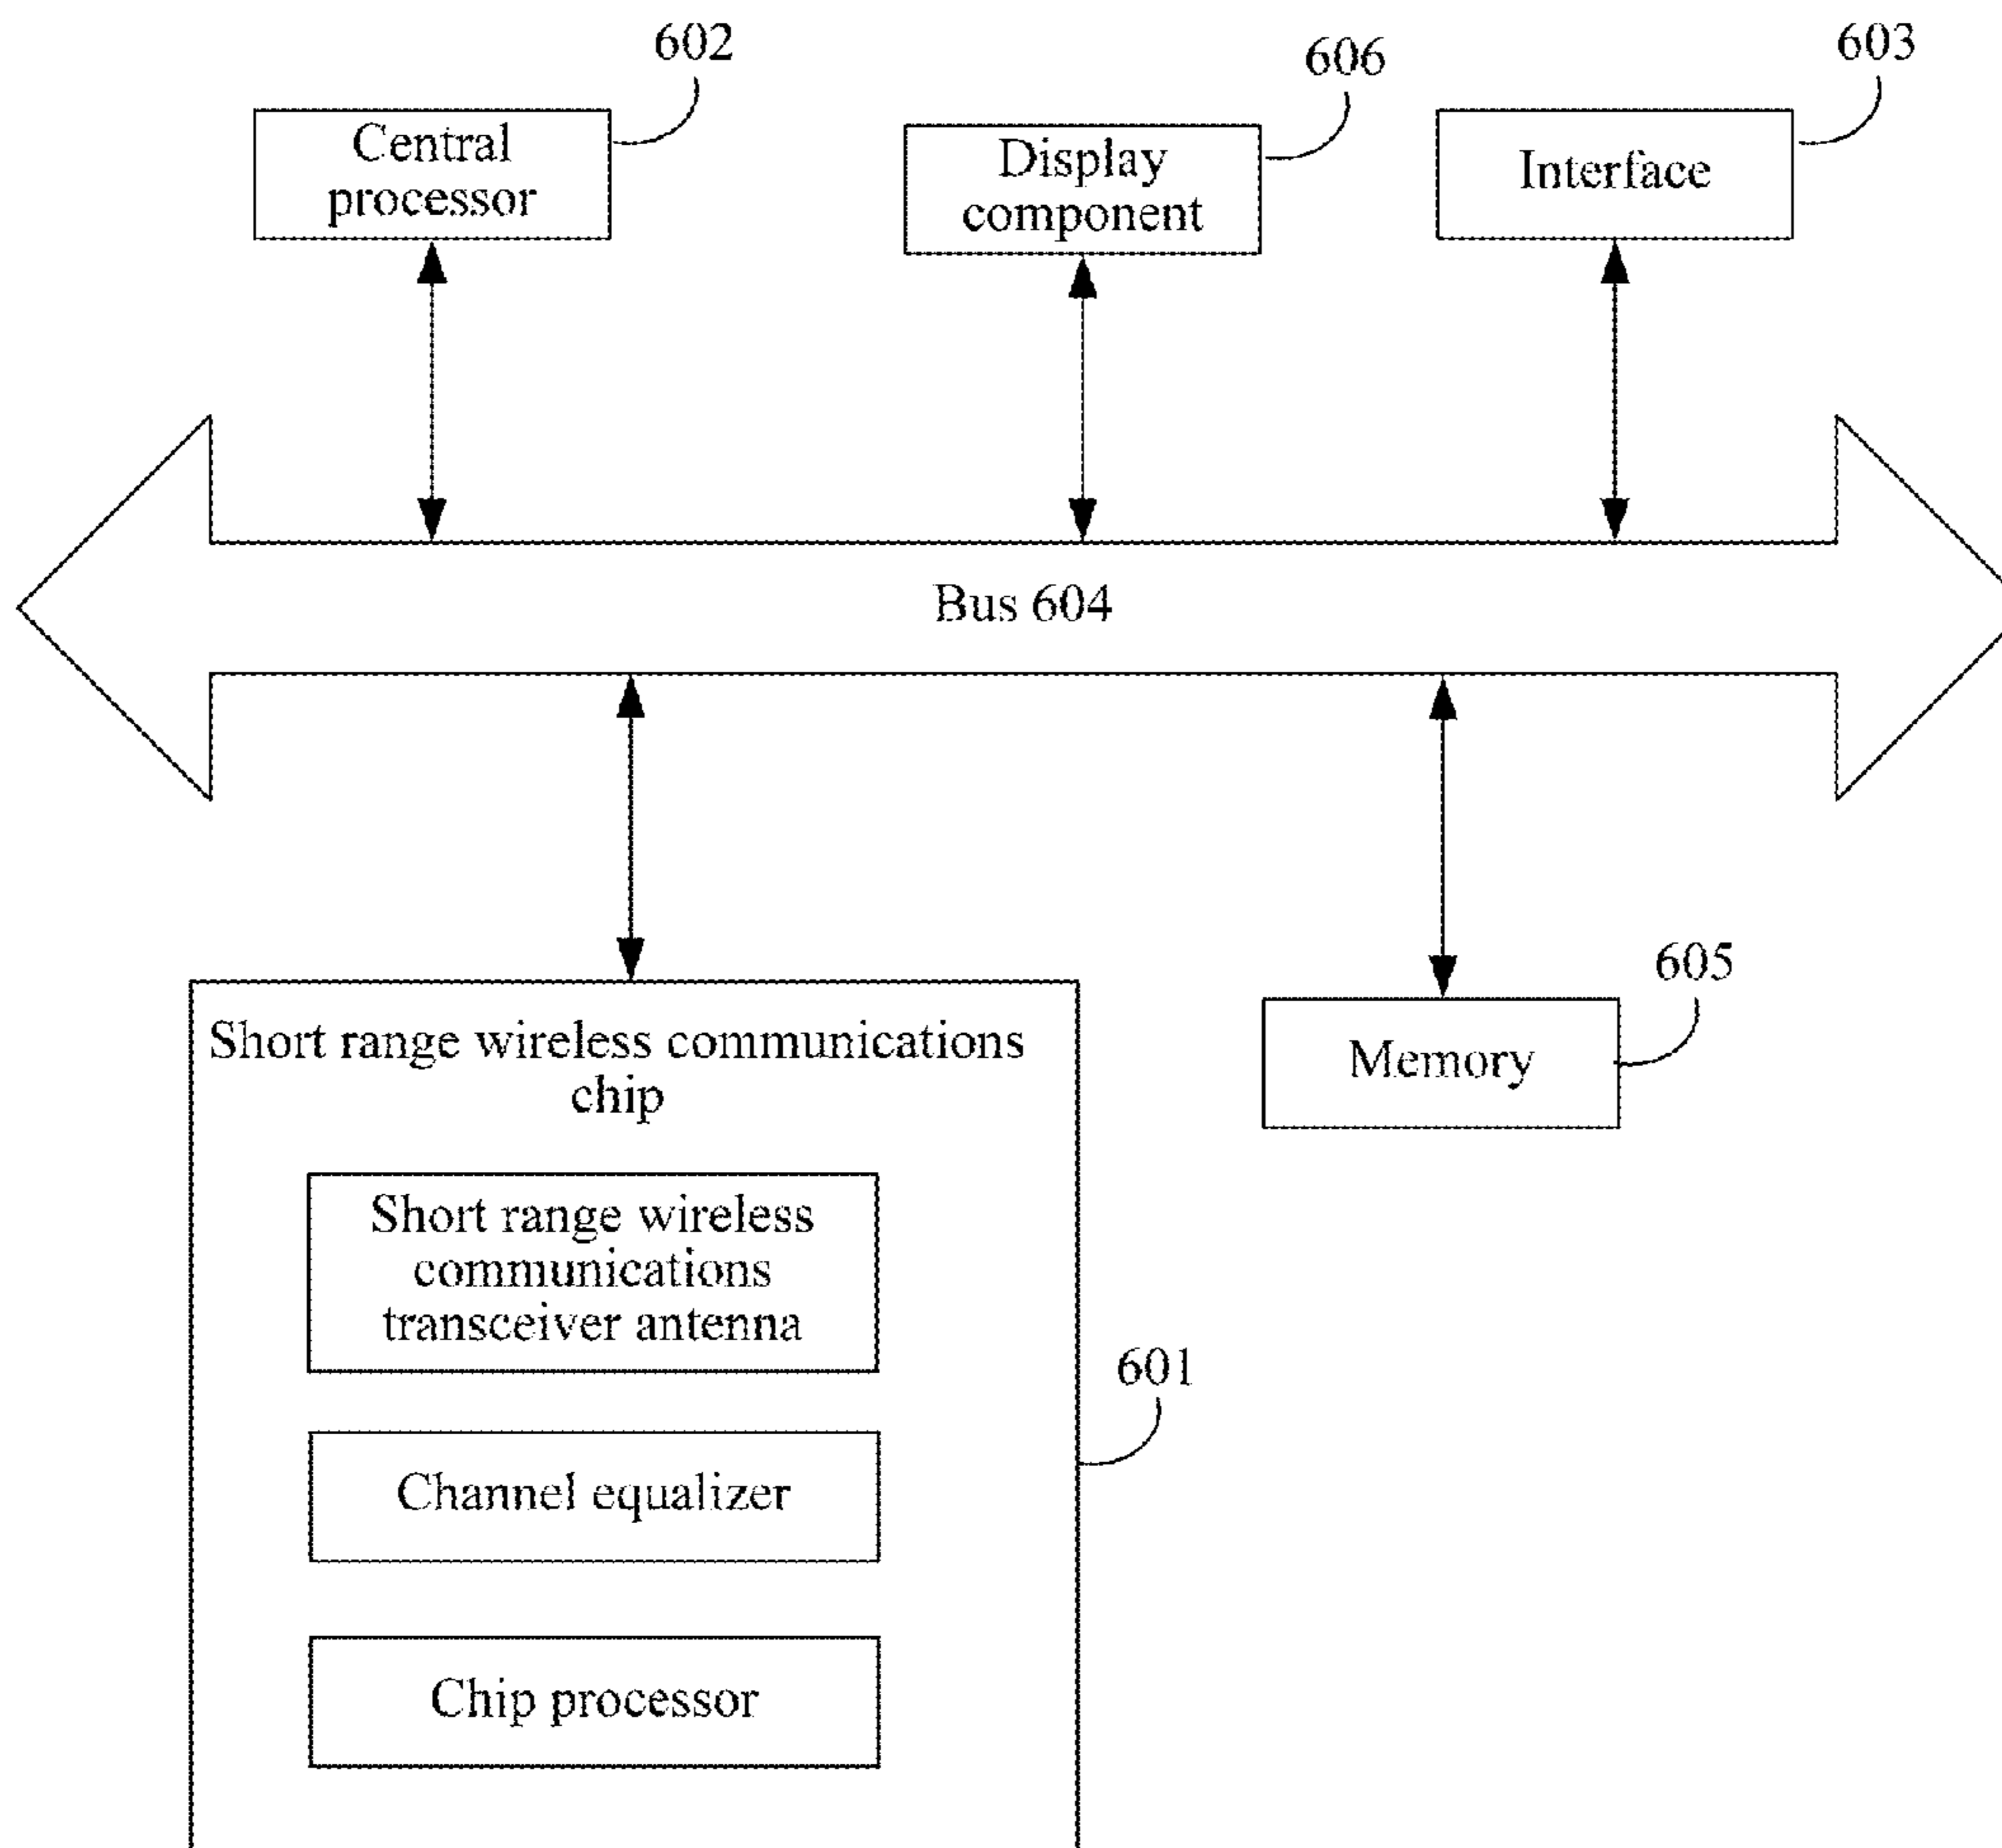 602
606
603
Central
processor
Display
component
Interface
Bus 604
605
Short range wireless communications
chip
Memory
Short range wireless
communications
transceiver antenna
601
Channel equalizer
Chip processor